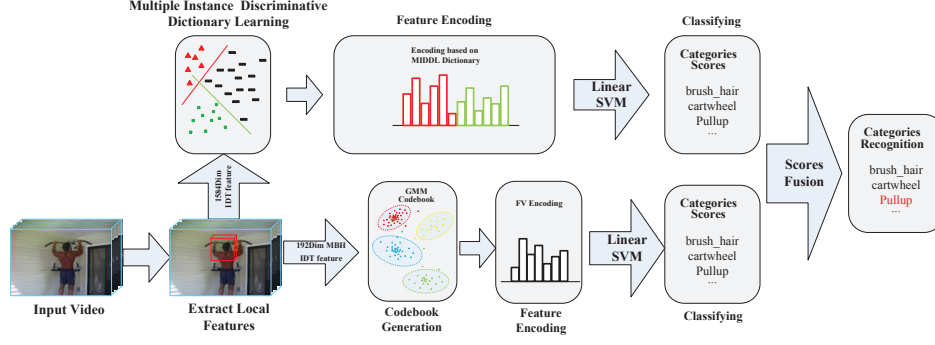 Multiple Instance Discriminative
Dictionary Learning
Feature Encoding
Classifying
Encoding based on
MIDDL Dictionary
Linear
SVM
Categories
Scores
brush_hair
cartwheel
Pullup
...
1584Dim
IDT feature
Scores
Fusion
Categories
Recognition
brush_hair
cartwheel
Pullup
...
192Dim MBH
IDT feature
GMM
Codebook
FV Encoding
Linear
SVM
Categories
Scores
brush_hair
cartwheel
Pullup
...
Input Video
Extract Local
Features
Codebook
Generation
Feature
Encoding
Classifying